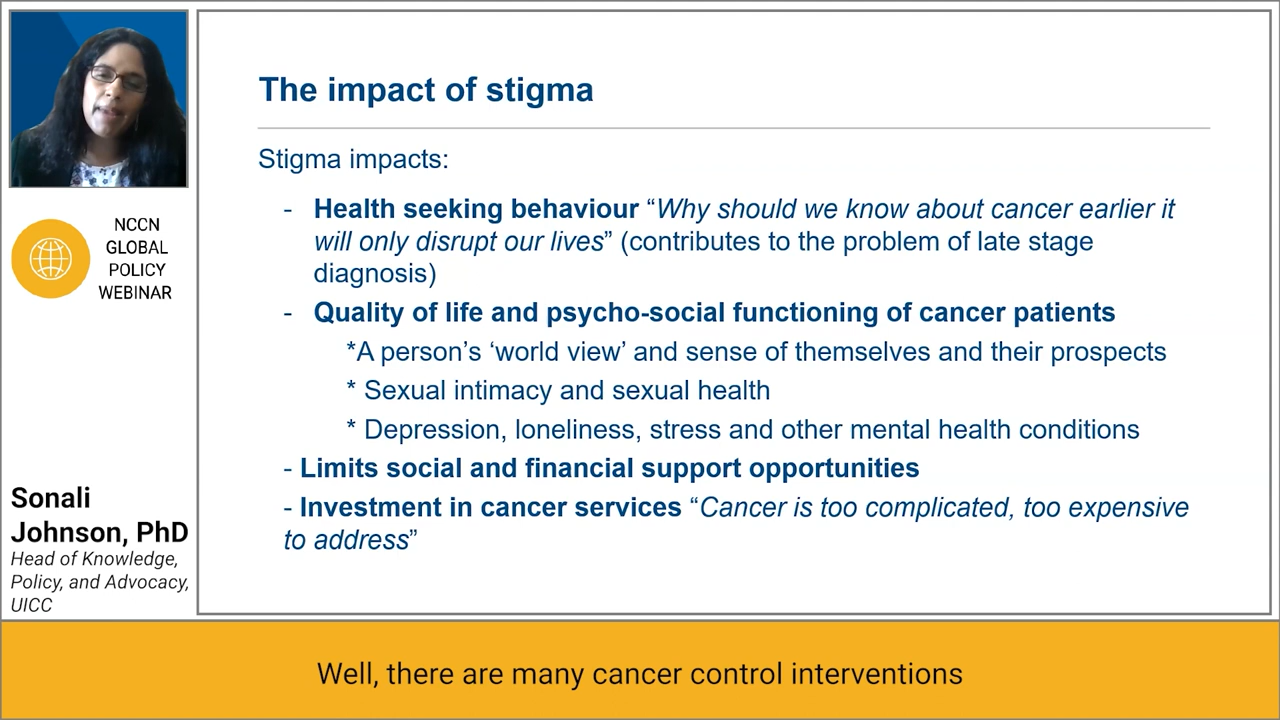 The impact of stigma
Stigma impacts:
- Health seeking behaviour “Why should we know about cancer earlier it
will only disrupt our lives” (contributes to the problem of late stage
diagnosis)
- Quality of life and psycho-social functioning of cancer patients
*A person’s ‘world view’ and sense of themselves and their prospects
* Sexual intimacy and sexual health
* Depression, loneliness, stress and other mental health conditions
- Limits social and financial support opportunities
- Investment in cancer services “Cancer is too complicated, too expensive
to address”
NCCN
GLOBAL
POLICY
WEBINAR
Sonali
Johnson, PhD
Head of Knowledge,
Policy, and Advocacy,
UICC
Well, there are many cancer control interventions